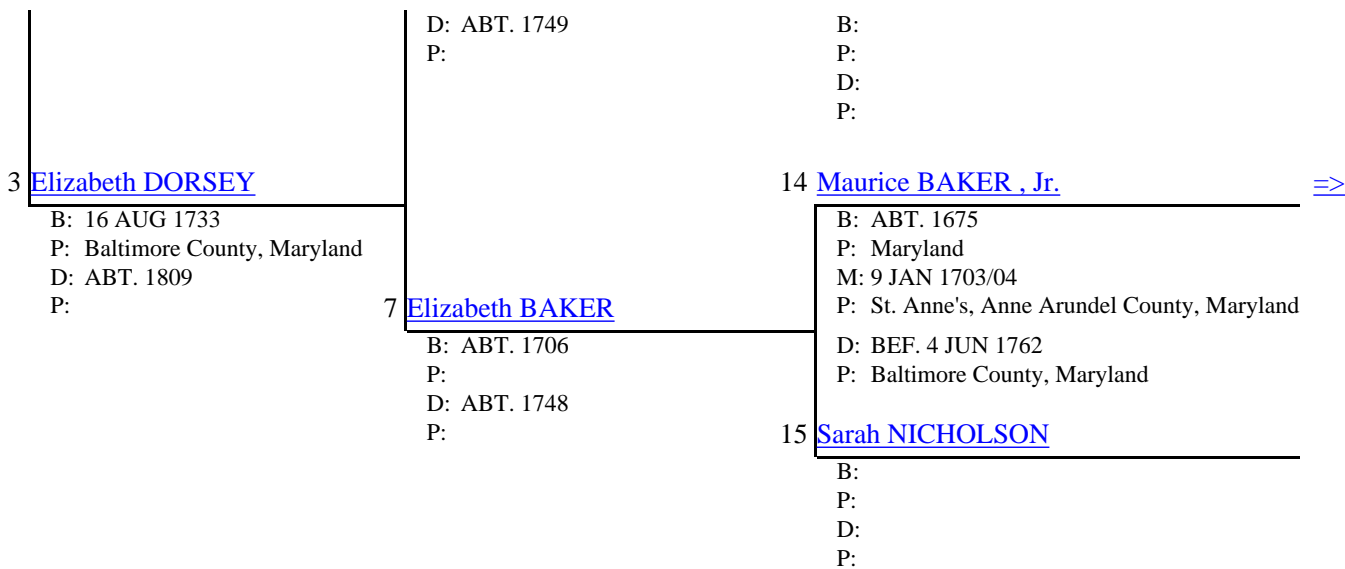 D: ABT. 1749
P:
B:
P:
D:
P:
3 Elizabeth DORSEY
B: 16 AUG 1733
P: Baltimore County, Maryland
D: ABT. 1809
P:
7 Elizabeth BAKER
B: ABT. 1706
P:
D: ABT. 1748
P:
14 Maurice BAKER , Jr. =>
B: ABT. 1675
P: Maryland
M: 9 JAN 1703/04
P: St. Anne's, Anne Arundel County, Maryland
D: BEF. 4 JUN 1762
P: Baltimore County, Maryland
15 Sarah NICHOLSON
B:
P:
D:
P: